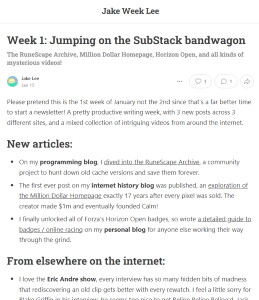 Jake Week Lee
Week 1: Jumping on the SubStack bandwagon
The RuneScape Archive, Million Dollar Homepage, Horizon Open, and all kinds of
mysterious videos!
Jake Lee
Jan 10
1
1
Please pretend this is the 1st week of January not the 2nd since that's a far better time
to start a newsletter! A pretty productive writing week, with 3 new posts across 3
different sites, and a mixed collection of intriguing videos from around the internet.
New articles:
• On my programming blog, I dived into the RuneScape Archive, a community
project to hunt down old cache versions and save them forever.
• The first ever post on my internet history blog was published, an exploration of
the Million Dollar Homepage exactly 17 years after every pixel was sold. The
creator made $1m and eventually founded Calm!
• I finally unlocked all of Forza's Horizon Open badges, so wrote a detailed guide to
badges / online racing on my personal blog for anyone else working their way
through the grind.
From elsewhere on the internet:
• I love the Eric Andre show, every interview has so many hidden bits of madness
that rediscovering an old clip gets better with every rewatch. I feel a little sorry for